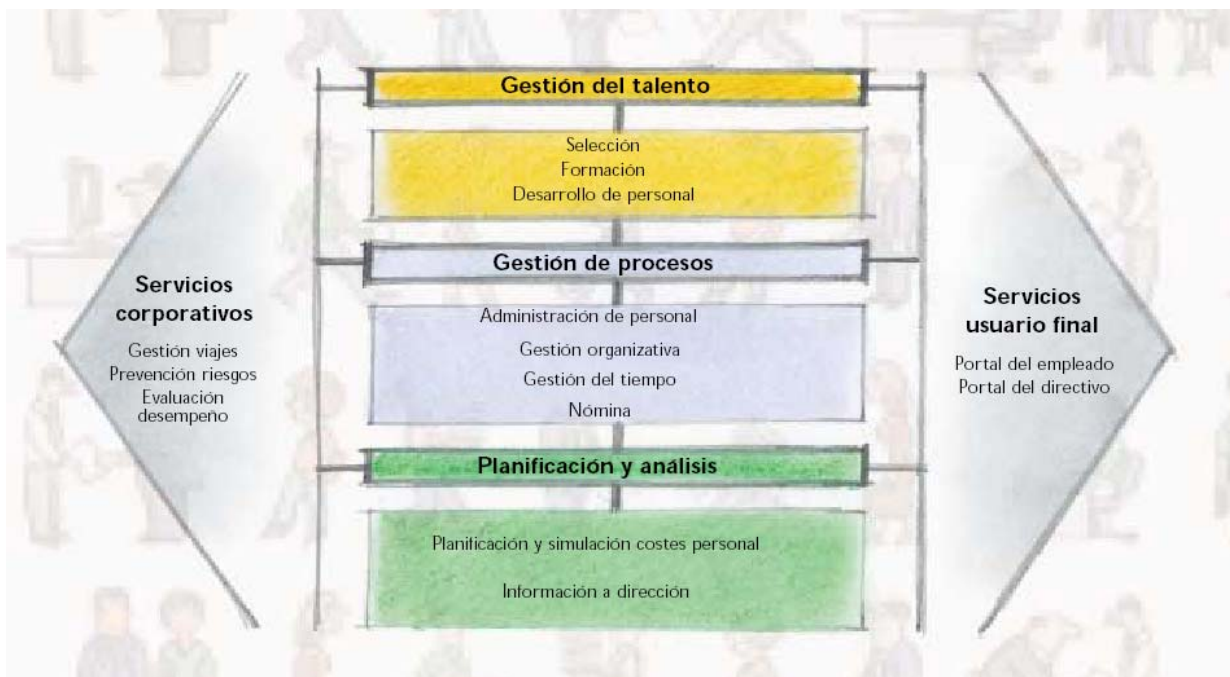 Gestión del talento
Selección
Formación
Desarrollo de personal
Gestión de procesos
Administración de personal
Gestión organizativa
Gestión del tiempo
Nómina
Planificación y análisis
Planificación y simulación costes personal
Información a dirección
Servicios
corporativos
Gestión viajes
Prevención riesgos
Evaluación
desempeño
Servicios
usuario final
Portal del empleado
Portal del directivo